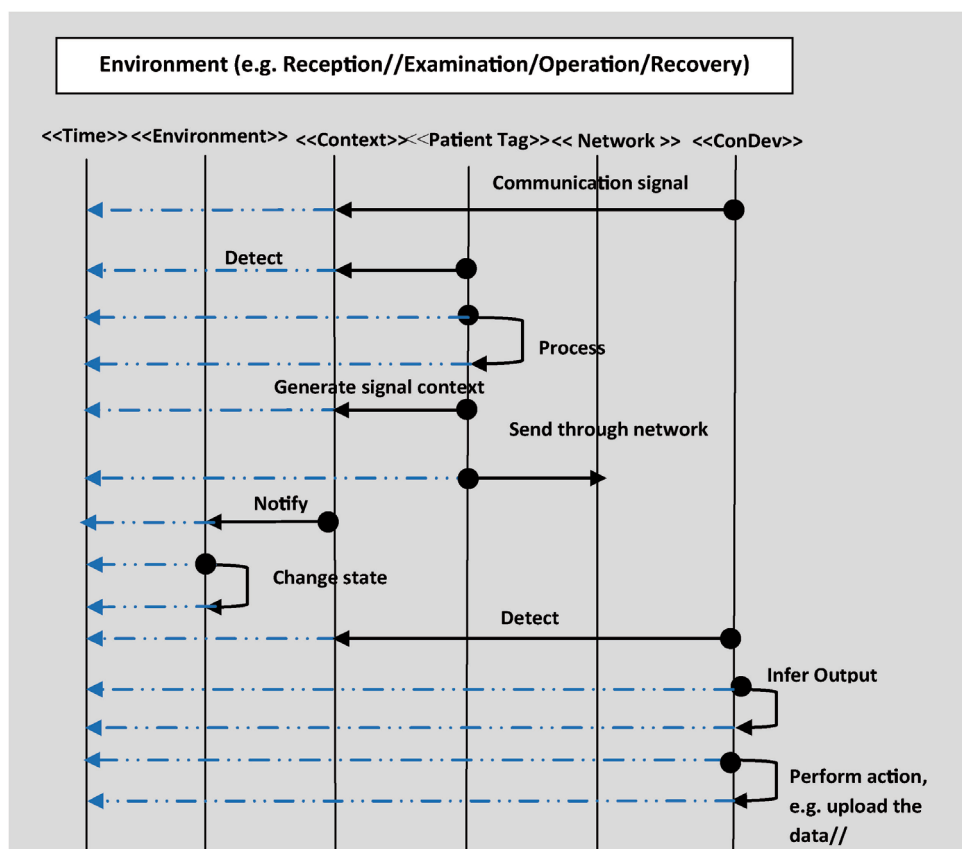 Environment (e.g. Reception//Examination/Operation/Recovery)
<<Time>> <<Environment>> <<Context>> <<Patient Tag>> << Network >> <<ConDev>>
Communication signal
Detect
Process
Generate signal context
Send through network
Notify
Change state
Detect
Infer Output
Perform action,
e.g. upload the
data//